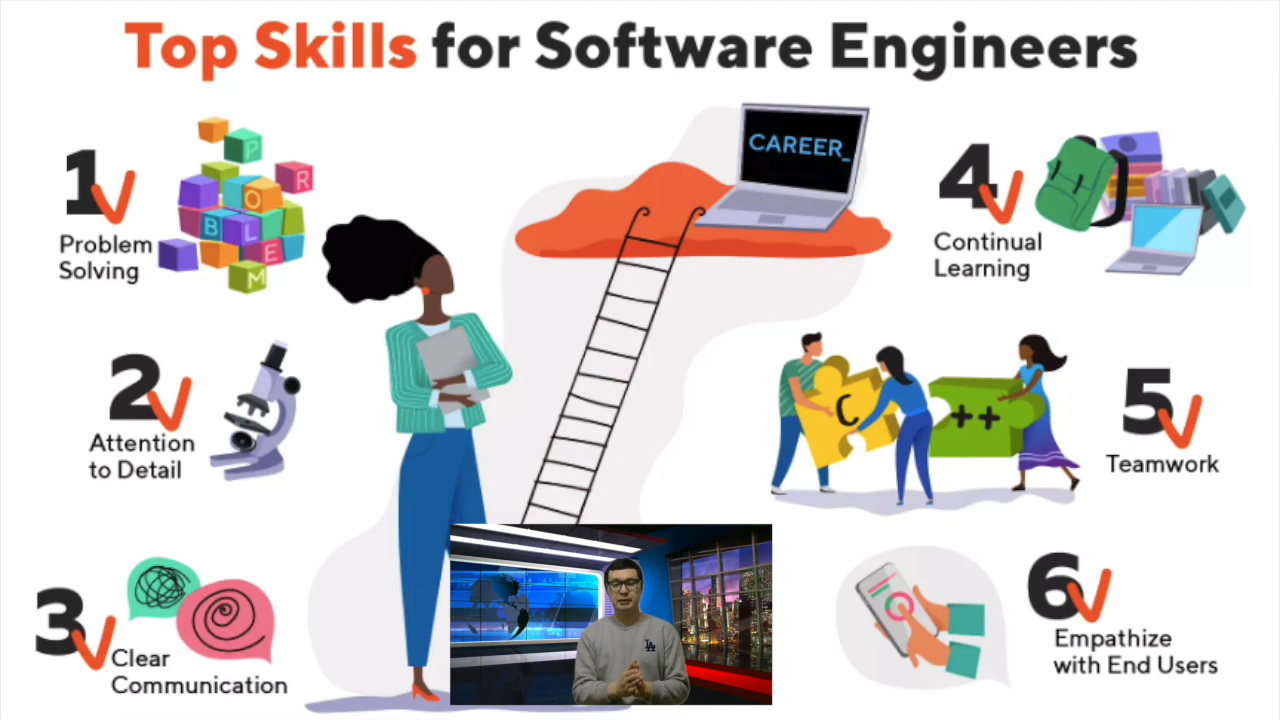 Top Skills for Software Engineers
1
Problem
Solving
P
R
O
B
L
E
M
2
Attention
to Detail
3
Clear
Communication
CAREER_
4
Continual
Learning
C
++
5
Teamwork
6
Empathize
with End Users
LA